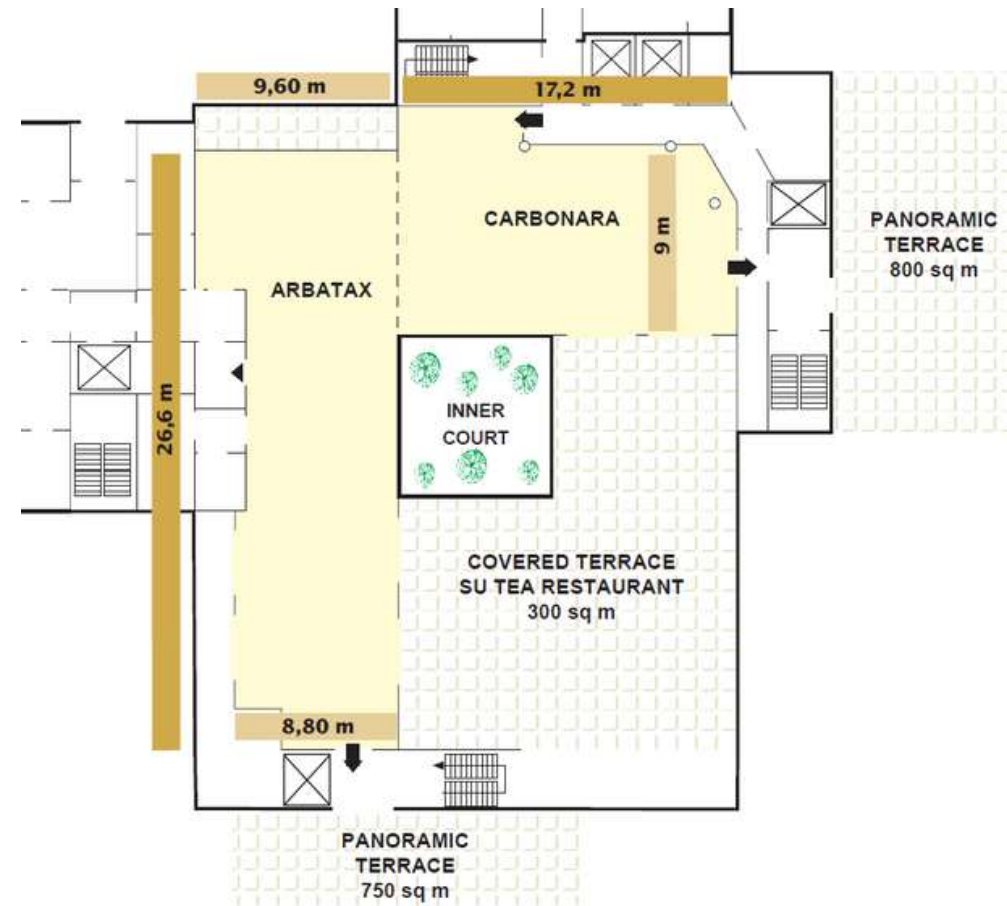 9,60 m
17,2 m
CARBONARA
9 m
PANORAMIC
TERRACE
800 sq m
ARBATAX
26,6 m
INNER
COURT
COVERED TERRACE
SU TEA RESTAURANT
300 sq m
8,80 m
PANORAMIC
TERRACE
750 sq m